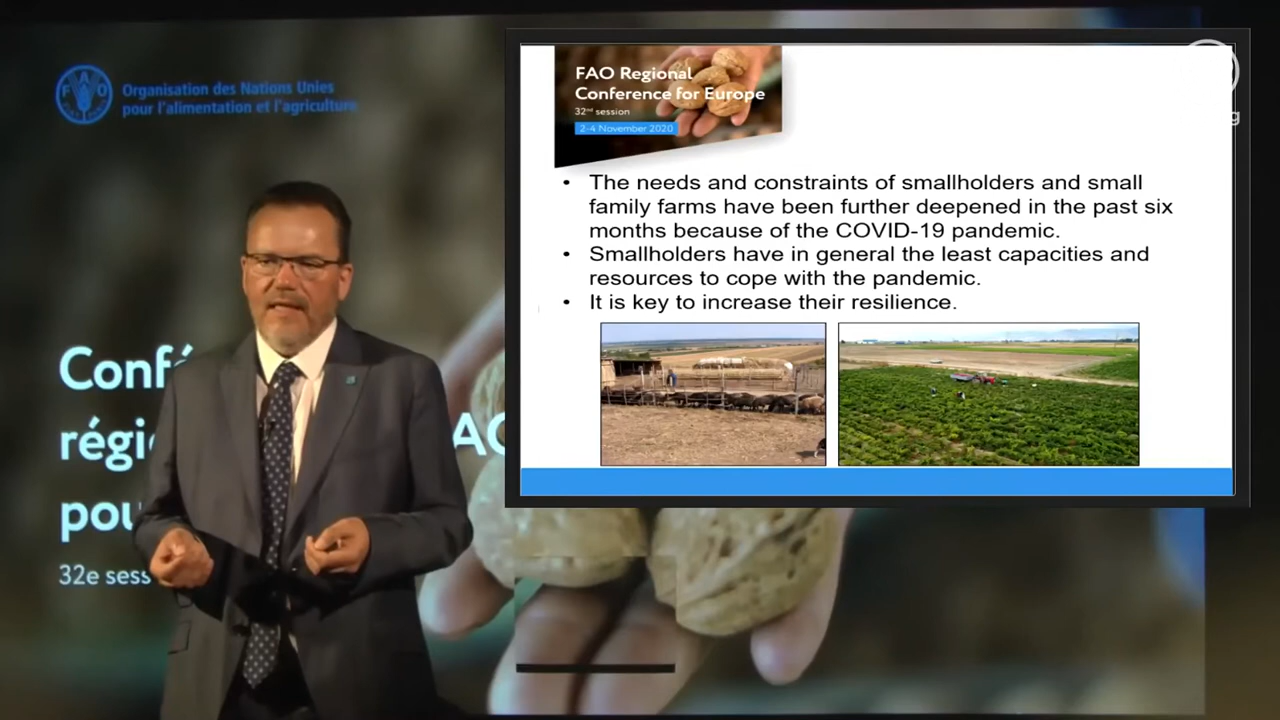 FAO
Organisation des Nations Unies
pour l'alimentation et l'agriculture
Conf
régi
AO
pou
32e sess
FAO Regional
Conference for Europe
32nd session
2-4 November 2020
• The needs and constraints of smallholders and small
family farms have been further deepened in the past six
months because of the COVID-19 pandemic.
• Smallholders have in general the least capacities and
resources to cope with the pandemic.
• It is key to increase their resilience.
g